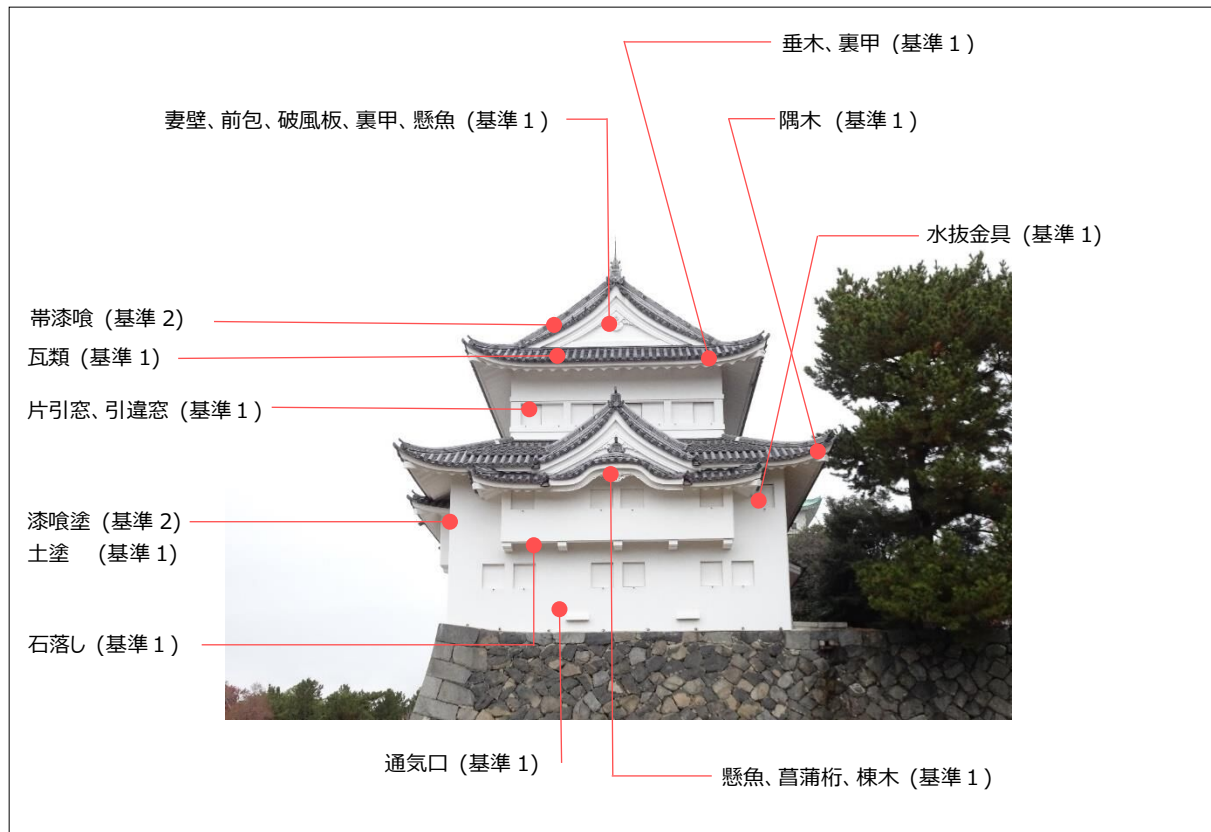 垂木、裏甲 (基準１)
妻壁、前包、破風板、裏甲、懸魚 (基準１)
隅木 (基準１)
水抜金具 (基準 1)
帯漆喰 (基準 2)
瓦類 (基準 1)
片引窓、引違窓 (基準１)
漆喰塗 (基準 2)
土塗 (基準１)
石落し (基準１)
通気口 (基準 1)
懸魚、菖蒲桁、棟木 (基準１)